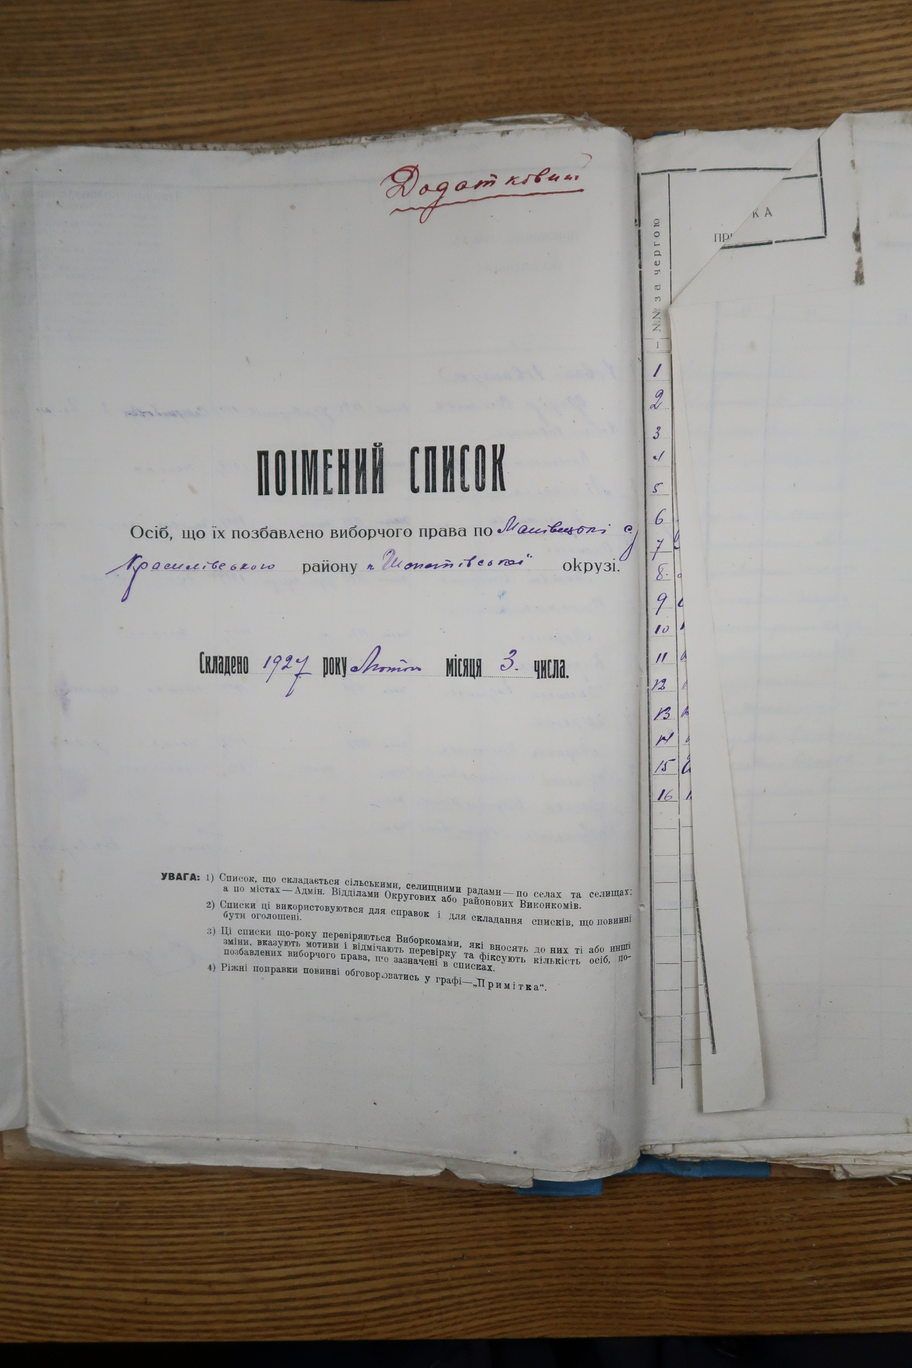 Додатковий
ПОІМЕНИЙ СПИСОК
Осіб, що їх позбавлено виборчого права по Манівецькі с/
Красилівського району Шепетівської окрузі.
Складено 1927 року Лютого місяця 3. числа.
УВАГА: 1) Список, що складається сільськими, селищними радами—по селах та селищах;
а по містах—Адмін. Відділами Округових або районових Виконкомів.
2) Списки ці використовуються для справок і для складання списків, що повинні
бути оголошені.
3) Ці списки що-року перевіряються Виборкомами, які вносять до них ті або инші
зміни, вказують мотиви і відмічають перевірку та фіксують кількість осіб, по-
позбавлених виборчого права, що зазначені в списках.
4) Ріжні поправки повинні обговорюватись у графі—„Примітка“.
№№ за чергою
ПРИ
КА
1
1
2
3
4
5
6
7
8.
9
10
11
12
13
14
15
16